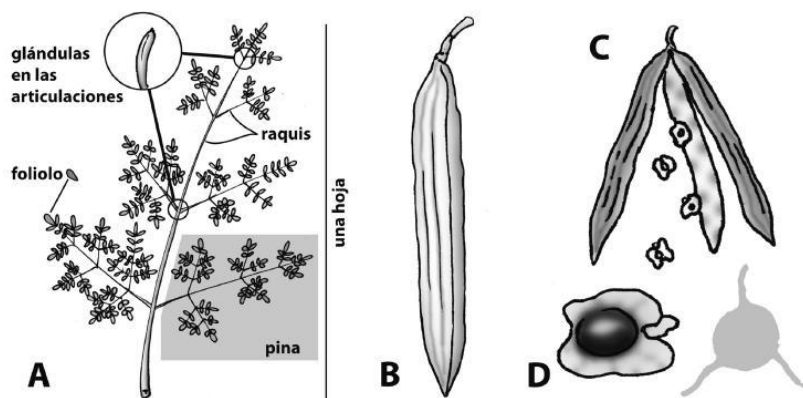 glándulas
en las
articulaciones
raquis
foliolo
una hoja
pina
A
B
C
D